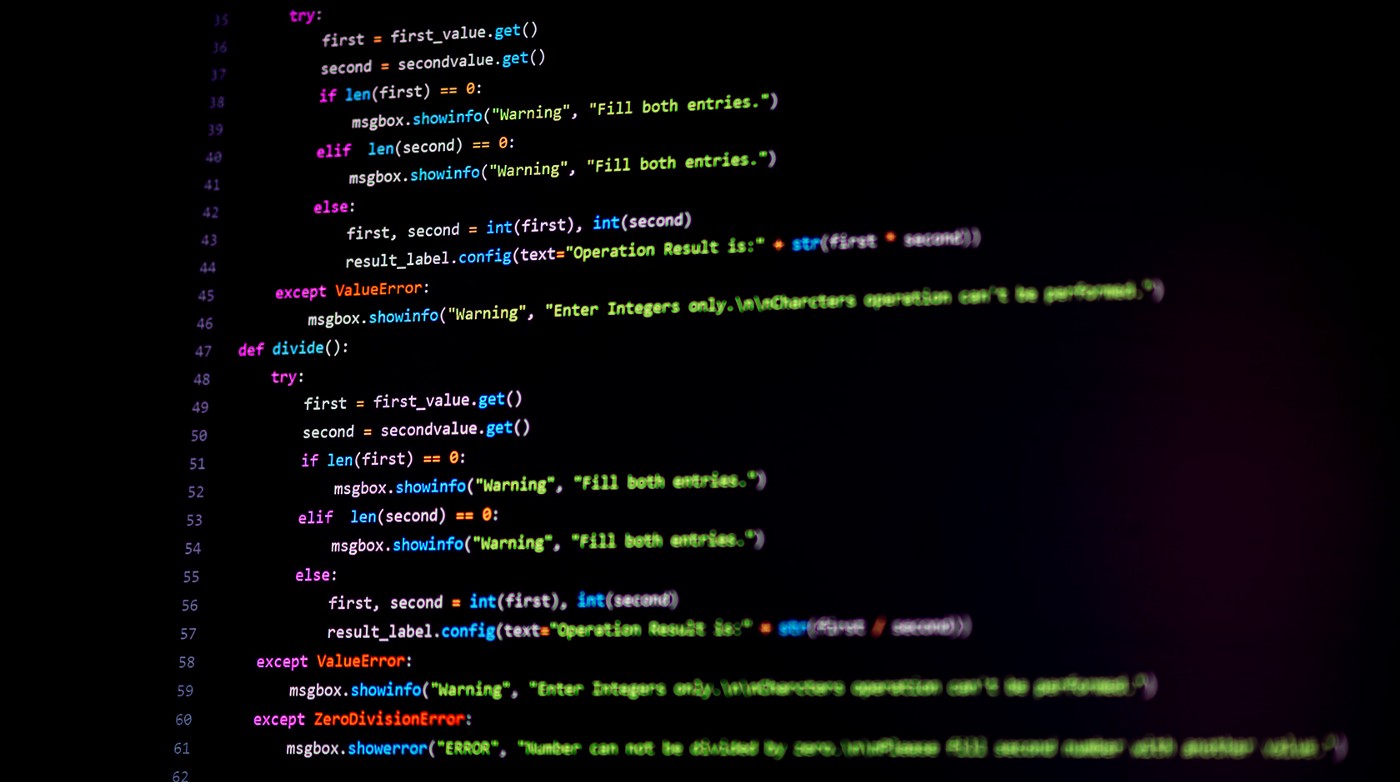 35 try:
36 first = first_value.get()
37 second = secondvalue.get()
38 if len(first) == 0:
39 msgbox.showinfo("Warning", "Fill both entries.")
40 elif  len(second) == 0:
41 msgbox.showinfo("Warning", "Fill both entries.")
42 else:
43 first, second = int(first), int(second)
44 result_label.config(text="Operation Result is:" + str(first * second))
45 except ValueError:
46 msgbox.showinfo("Warning", "Enter Integers only.\n\nCharcters operation can't be performed.")
47 def divide():
48 try:
49 first = first_value.get()
50 second = secondvalue.get()
51 if len(first) == 0:
52 msgbox.showinfo("Warning", "Fill both entries.")
53 elif  len(second) == 0:
54 msgbox.showinfo("Warning", "Fill both entries.")
55 else:
56 first, second = int(first), int(second)
57 result_label.config(text="Operation Result is:" + str(first / second))
58 except ValueError:
59 msgbox.showinfo("Warning", "Enter Integers only.\n\nCharcters operation can't be performed.")
60 except ZeroDivisionError:
61 msgbox.showerror("ERROR", "Number can not be divided by zero.\n\nPlease fill second number with another value.")
62